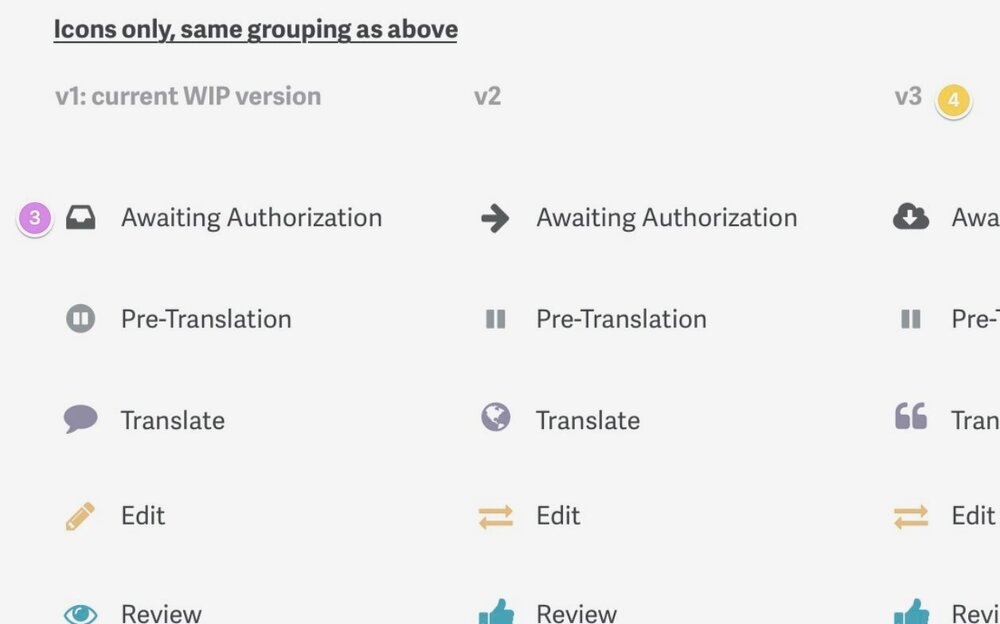 Icons only, same grouping as above
v1: current WIP version v2 v3 4
3 Awaiting Authorization Awaiting Authorization Awa
Pre-Translation Pre-Translation Pre-
Translate Translate Tran
Edit Edit Edit
Review Review Revi